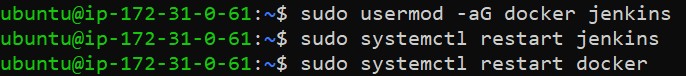 ubuntu@ip-172-31-0-61:~$ sudo usermod -aG docker jenkins
ubuntu@ip-172-31-0-61:~$ sudo systemctl restart jenkins
ubuntu@ip-172-31-0-61:~$ sudo systemctl restart docker